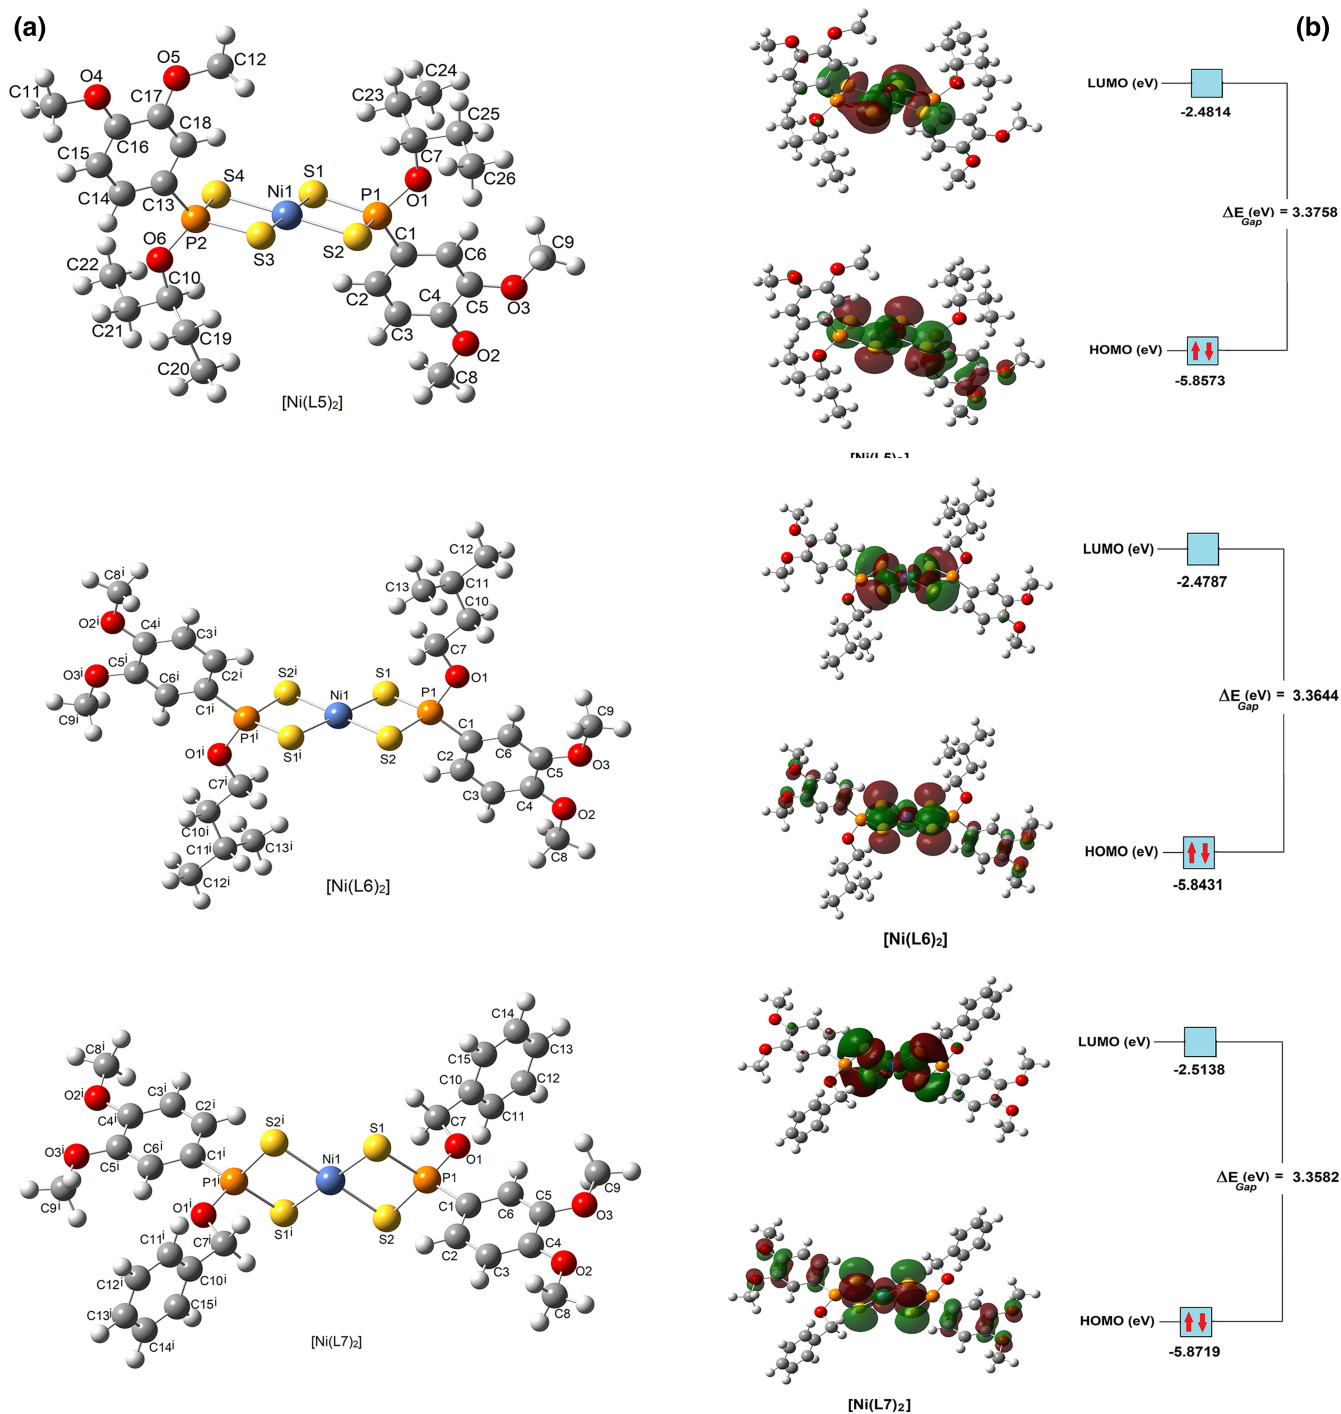 (a)
(b)
O5
C12
O4
C11
C17
C18
C16
C15
C14
C13
S4
Ni1
S1
P1
P2
S3
S2
O6
C22
C10
C21
C19
C20
C24
C23
C25
C7
C26
O1
C1
C6
C9
C2
C4
C5
O3
C3
O2
C8
[Ni(L5)₂]
LUMO (eV)
-2.4814
ΔE_Gap(eV) = 3.3758
HOMO (eV)
-5.8573
C12
C13
C11
C10
C7
C8ⁱ
O2ⁱ
C4ⁱ
C3ⁱ
O3ⁱ
C5ⁱ
C6ⁱ
C2ⁱ
C9ⁱ
C1ⁱ
S2ⁱ
Ni1
S1
P1
O1
P1ⁱ
S1ⁱ
S2
O1ⁱ
C7ⁱ
C10ⁱ
C11ⁱ
C13ⁱ
C12ⁱ
C1
C6
C9
C2
C5
O3
C3
C4
O2
C8
[Ni(L6)₂]
LUMO (eV)
-2.4787
ΔE_Gap(eV) = 3.3644
HOMO (eV)
-5.8431
[Ni(L6)₂]
C14
C15
C13
C10
C12
C11
C7
C8ⁱ
O2ⁱ
C3ⁱ
C2ⁱ
C4ⁱ
O3ⁱ
C5ⁱ
C6ⁱ
C1ⁱ
C9ⁱ
S2ⁱ
Ni1
S1
O1
P1
P1ⁱ
S1ⁱ
S2
O1ⁱ
C11ⁱ
C7ⁱ
C12ⁱ
C10ⁱ
C13ⁱ
C15ⁱ
C14ⁱ
C1
C6
C5
C9
O3
C2
C4
C3
O2
C8
[Ni(L7)₂]
LUMO (eV)
-2.5138
ΔE_Gap(eV) = 3.3582
HOMO (eV)
-5.8719
[Ni(L7)₂]